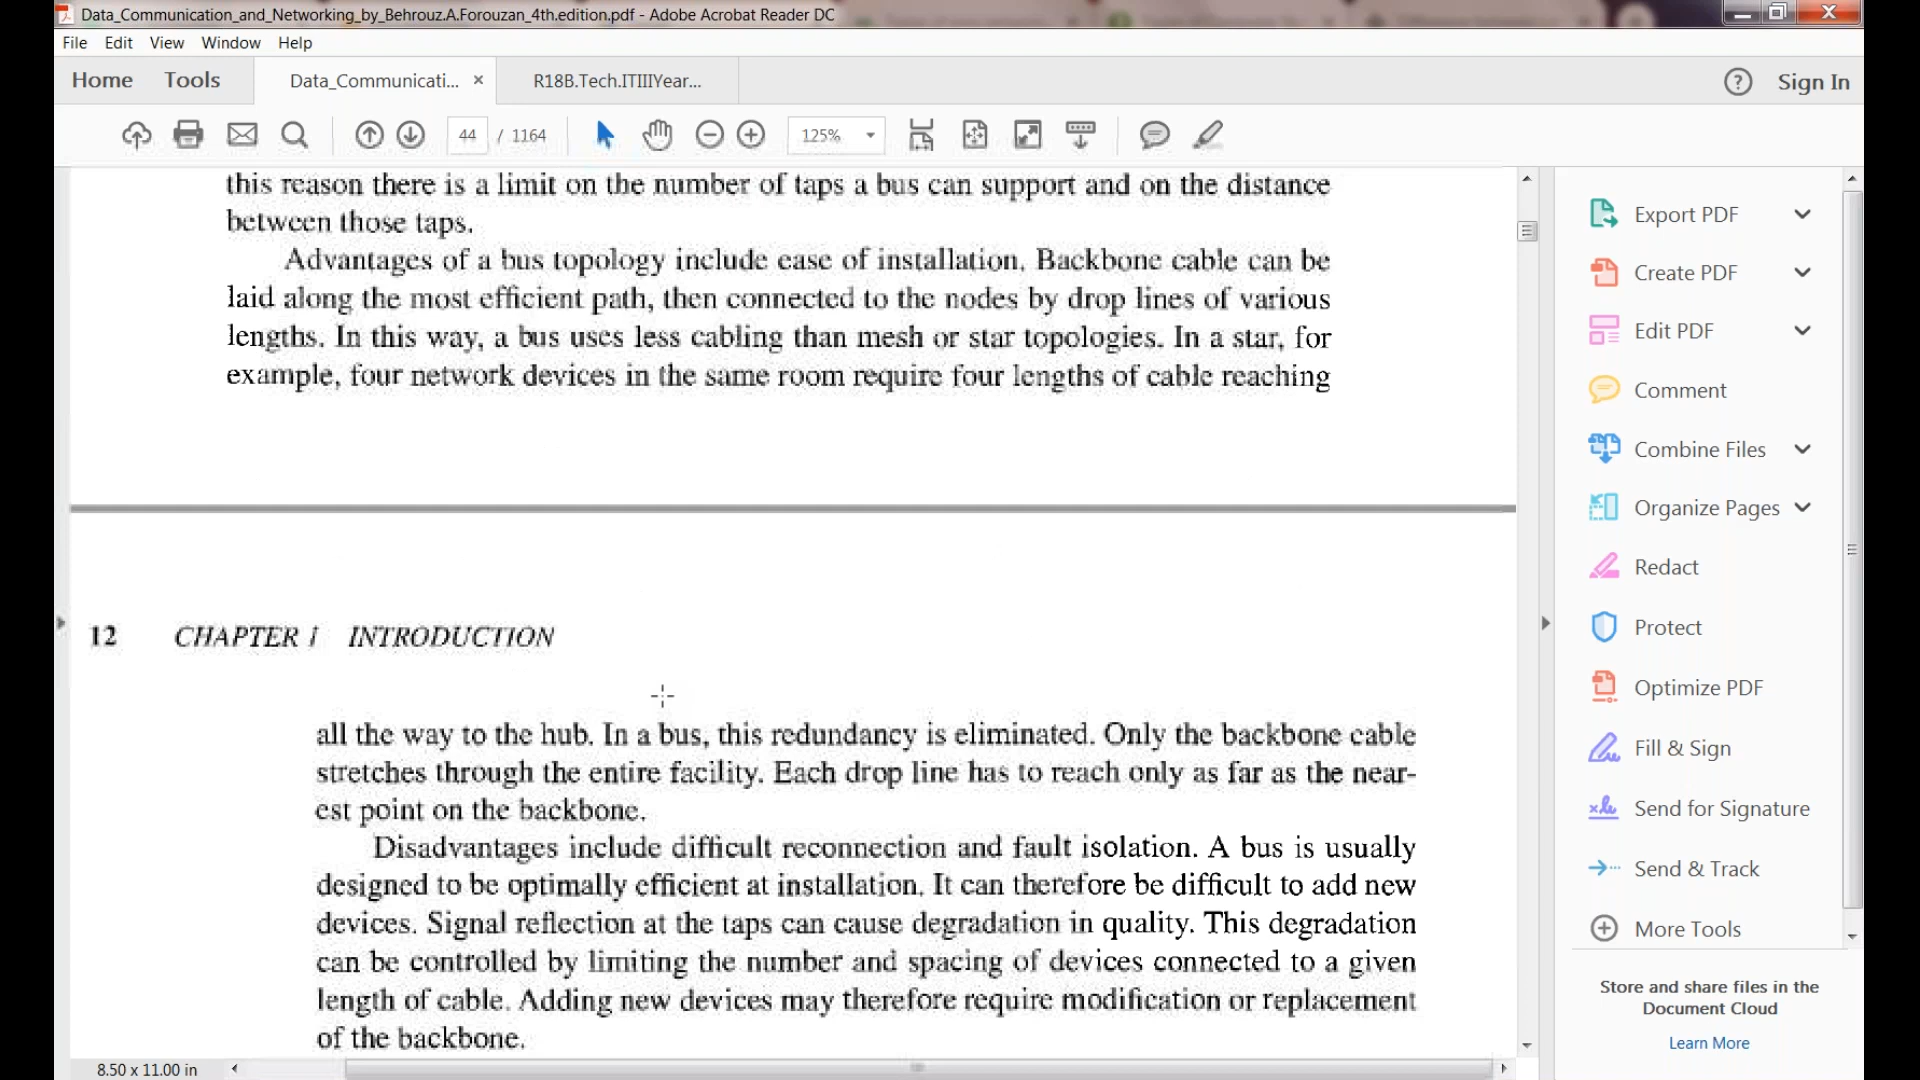 Data_Communication_and_Networking_by_Behrouz.A.Forouzan_4th.edition.pdf - Adobe Acrobat Reader DC
File Edit View Window Help
Home Tools Data_Communicati... × R18B.Tech.ITIIIYear... ? Sign In
44 / 1164 125%
this reason there is a limit on the number of taps a bus can support and on the distance
between those taps.
Advantages of a bus topology include ease of installation. Backbone cable can be
laid along the most efficient path, then connected to the nodes by drop lines of various
lengths. In this way, a bus uses less cabling than mesh or star topologies. In a star, for
example, four network devices in the same room require four lengths of cable reaching
12 CHAPTER 1 INTRODUCTION
all the way to the hub. In a bus, this redundancy is eliminated. Only the backbone cable
stretches through the entire facility. Each drop line has to reach only as far as the near-
est point on the backbone.
Disadvantages include difficult reconnection and fault isolation. A bus is usually
designed to be optimally efficient at installation. It can therefore be difficult to add new
devices. Signal reflection at the taps can cause degradation in quality. This degradation
can be controlled by limiting the number and spacing of devices connected to a given
length of cable. Adding new devices may therefore require modification or replacement
of the backbone.
8.50 x 11.00 in
Export PDF
Create PDF
Edit PDF
Comment
Combine Files
Organize Pages
Redact
Protect
Optimize PDF
Fill & Sign
Send for Signature
Send & Track
More Tools
Store and share files in the
Document Cloud
Learn More